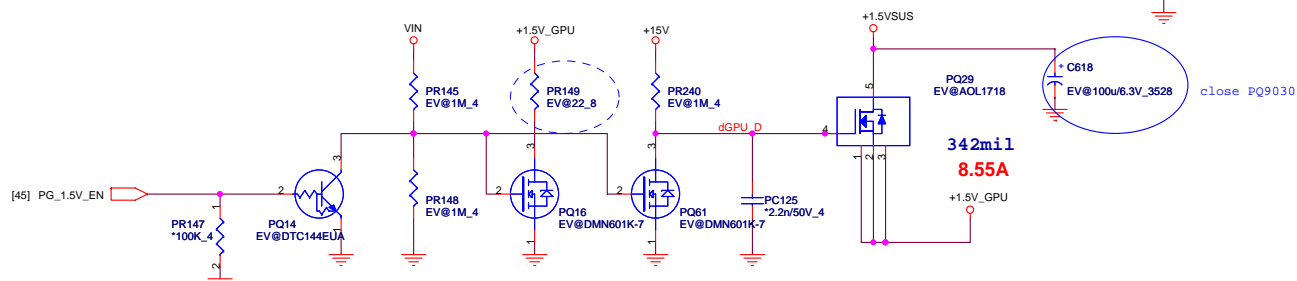 +1.5VSUS
VIN
+1.5V_GPU
+15V
PR145
EV@1M_4
PR149
EV@22_8
PR240
EV@1M_4
5
PQ29
EV@AOL1718
+ C618
EV@100u/6.3V_3528
close PQ9030
dGPU_D
4
342mil
8.55A
1
2
3
+1.5V_GPU
[45] PG_1.5V_EN
1
PR147
*100K_4
2
2
3
1
PQ14
EV@DTC144EUA
PR148
EV@1M_4
2
3
1
PQ16
EV@DMN601K-7
2
3
1
PQ61
EV@DMN601K-7
PC125
*2.2n/50V_4